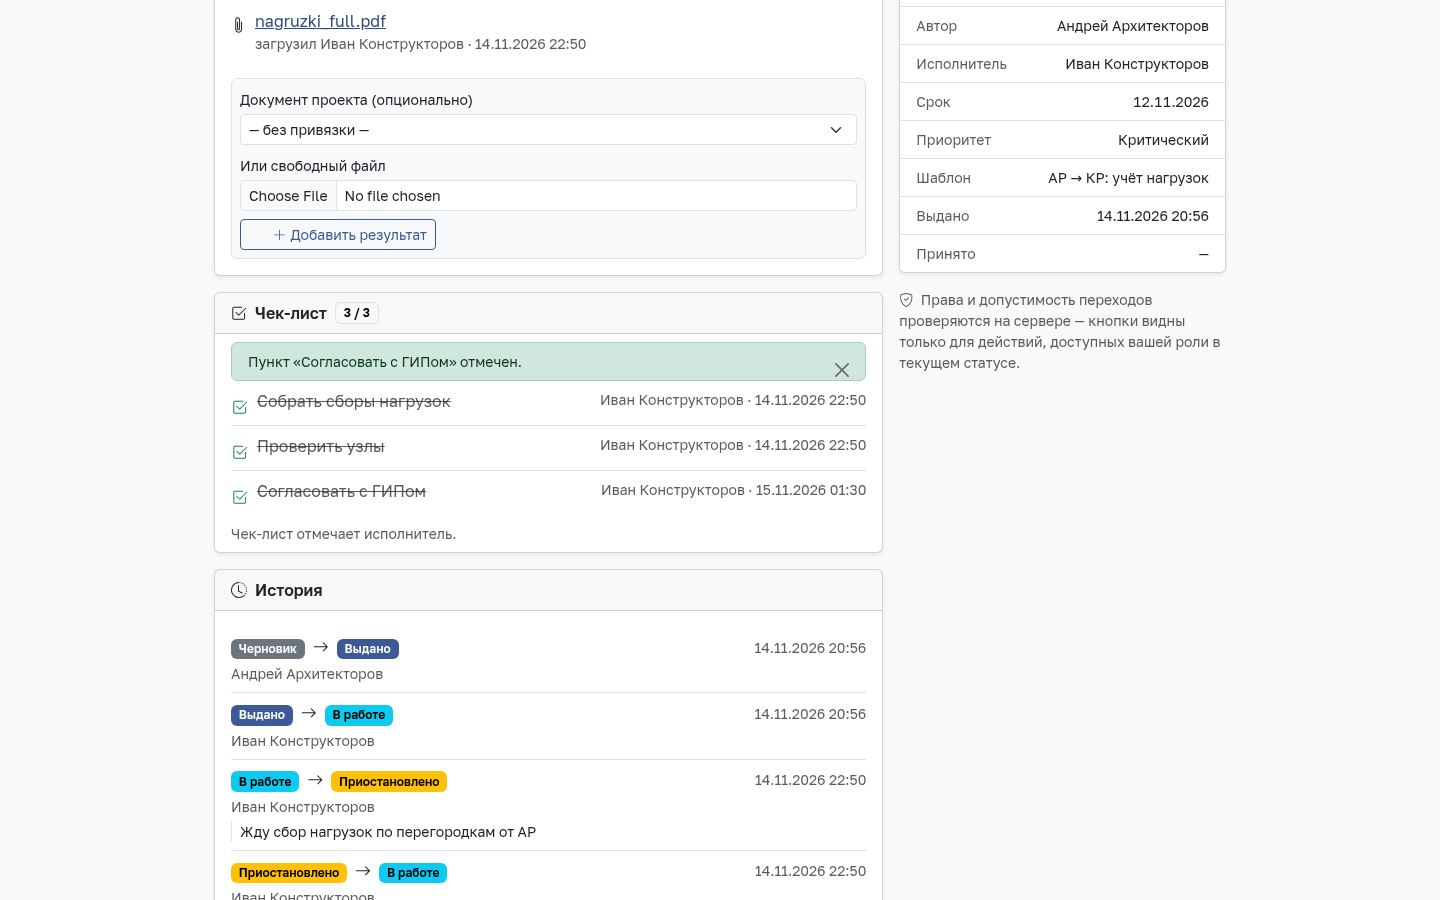 nagruzki_full.pdf
загрузил Иван Конструкторов · 14.11.2026 22:50
Документ проекта (опционально)
— без привязки —
Или свободный файл
Choose File No file chosen
+ Добавить результат
Чек-лист 3 / 3
Пункт «Согласовать с ГИПом» отмечен.
Собрать сборы нагрузок Иван Конструкторов · 14.11.2026 22:50
Проверить узлы Иван Конструкторов · 14.11.2026 22:50
Согласовать с ГИПом Иван Конструкторов · 15.11.2026 01:30
Чек-лист отмечает исполнитель.
История
Черновик → Выдано 14.11.2026 20:56
Андрей Архитекторов
Выдано → В работе 14.11.2026 20:56
Иван Конструкторов
В работе → Приостановлено 14.11.2026 22:50
Иван Конструкторов
Жду сбор нагрузок по перегородкам от АР
Приостановлено → В работе 14.11.2026 22:50
Иван Конструкторов
Автор Андрей Архитекторов
Исполнитель Иван Конструкторов
Срок 12.11.2026
Приоритет Критический
Шаблон АР → КР: учёт нагрузок
Выдано 14.11.2026 20:56
Принято —
Права и допустимость переходов
проверяются на сервере — кнопки видны
только для действий, доступных вашей роли в
текущем статусе.